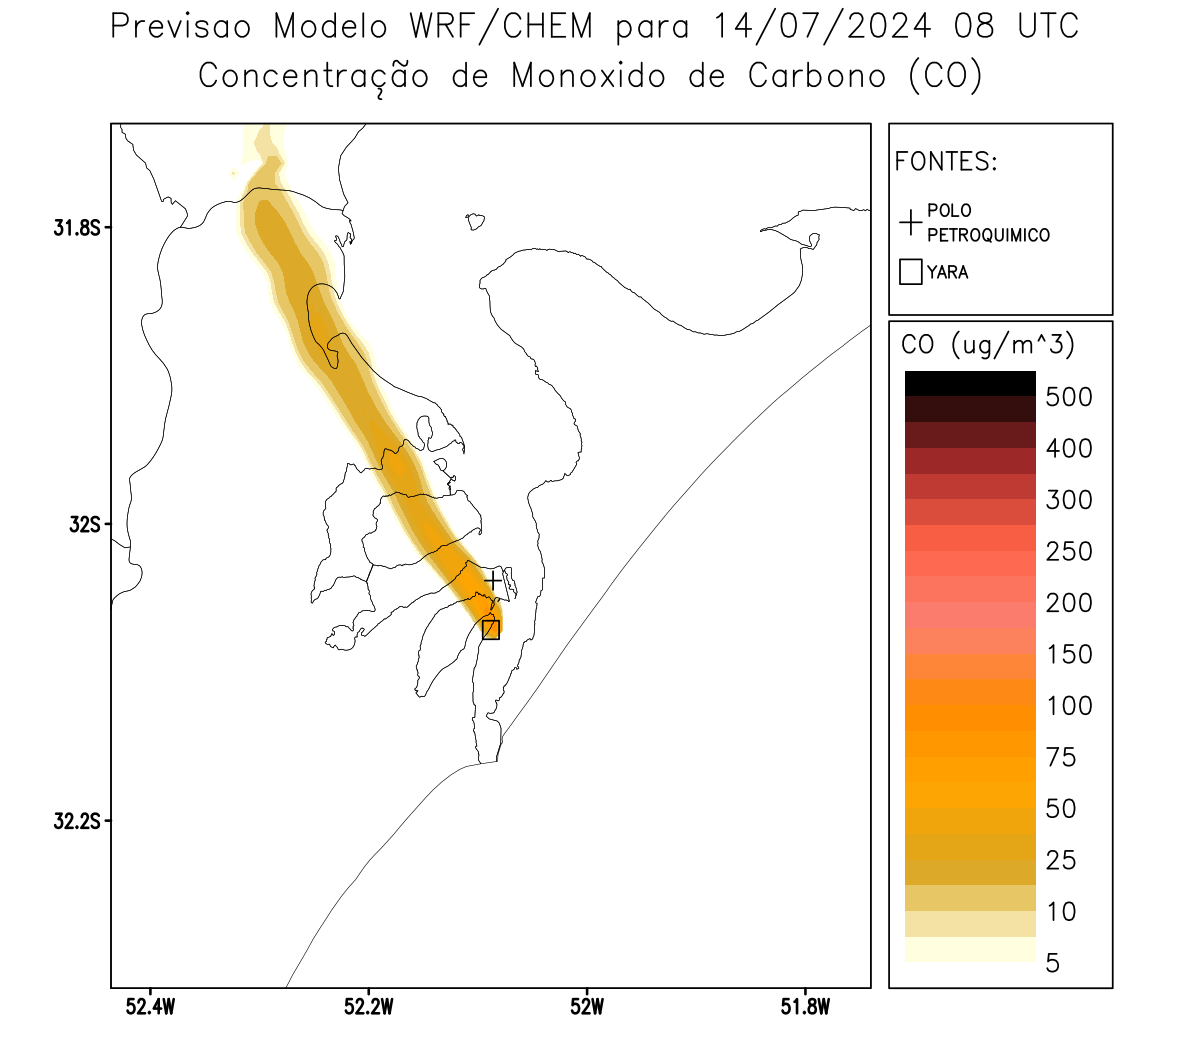 Previsao Modelo WRF/CHEM para 14/07/2024 08 UTC
Concentração de Monoxido de Carbono (CO)
FONTES:
POLO
PETROQUIMICO
YARA
CO (ug/m^3)
500
400
300
250
200
150
100
75
50
25
10
5
31.8S
32S
32.2S
52.4W
52.2W
52W
51.8W